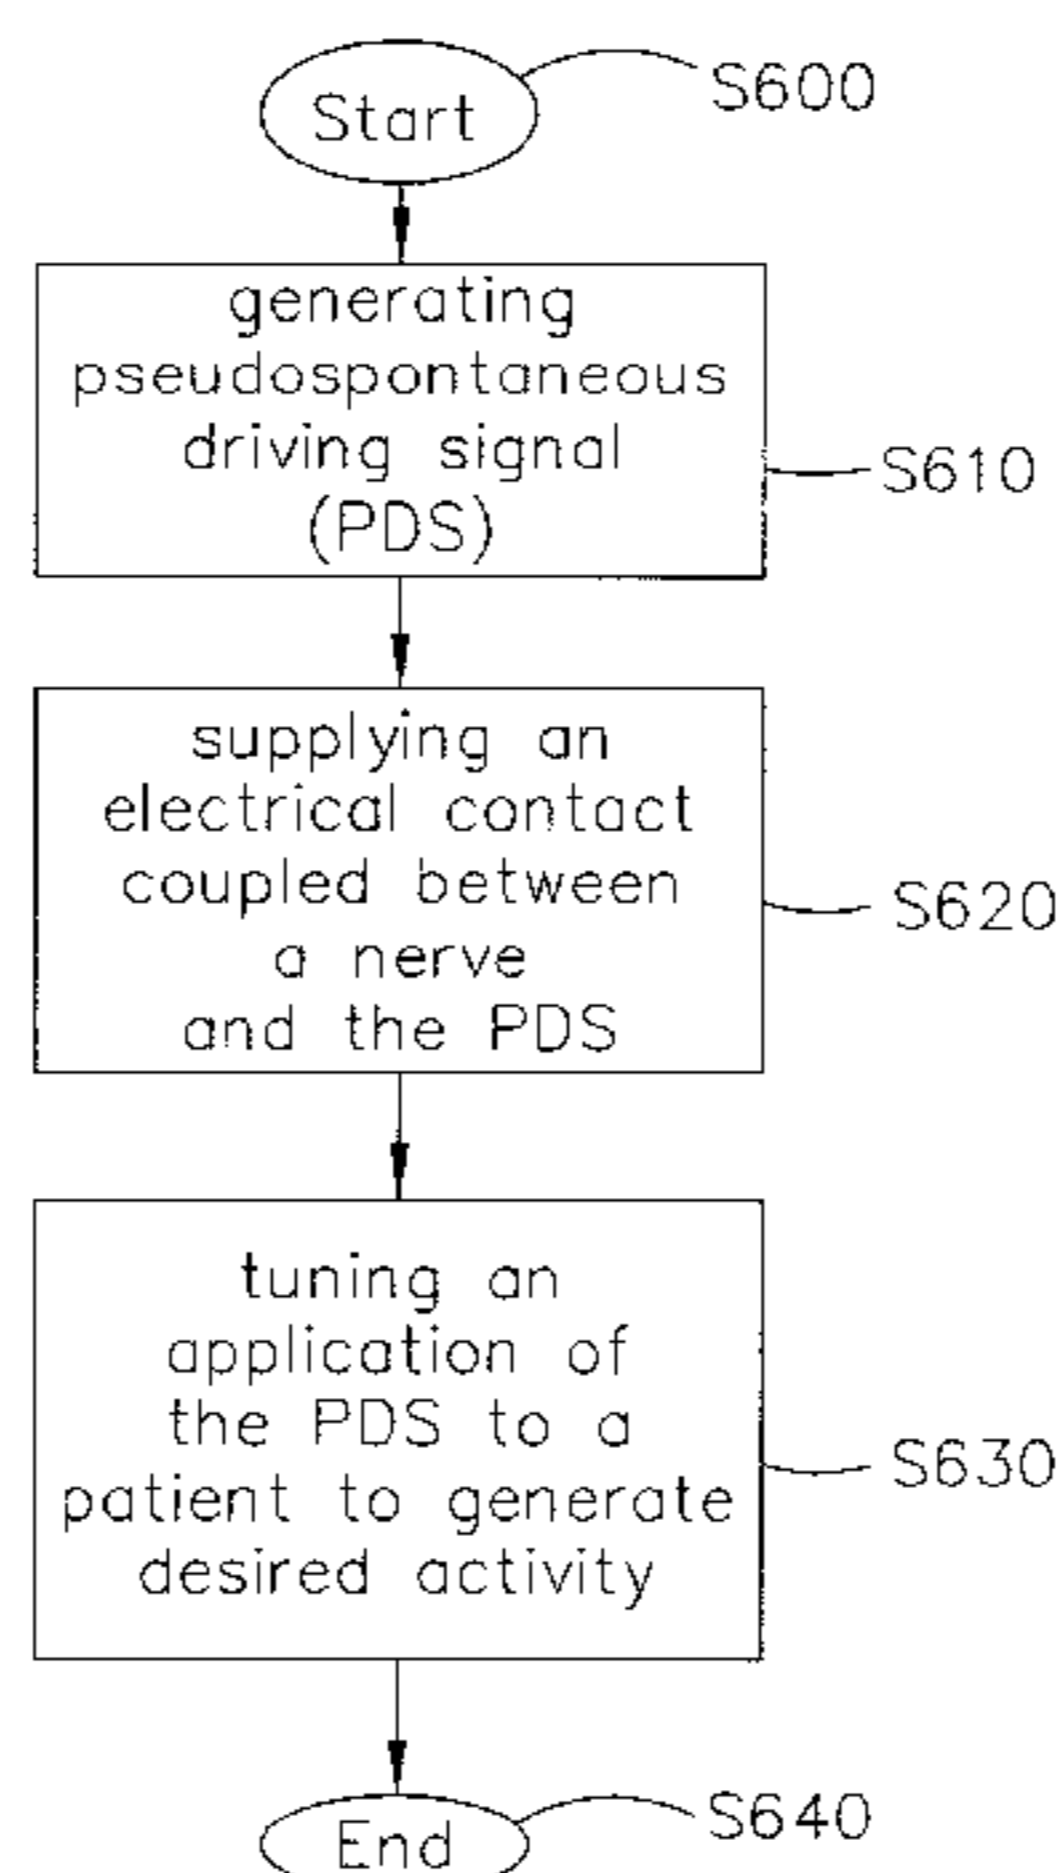 Start
S600
generating
pseudospontaneous
driving signal
(PDS)
S610
supplying an
electrical contact
coupled between
a nerve
and the PDS
S620
tuning an
application of
the PDS to a
patient to generate
desired activity
S630
End
S640